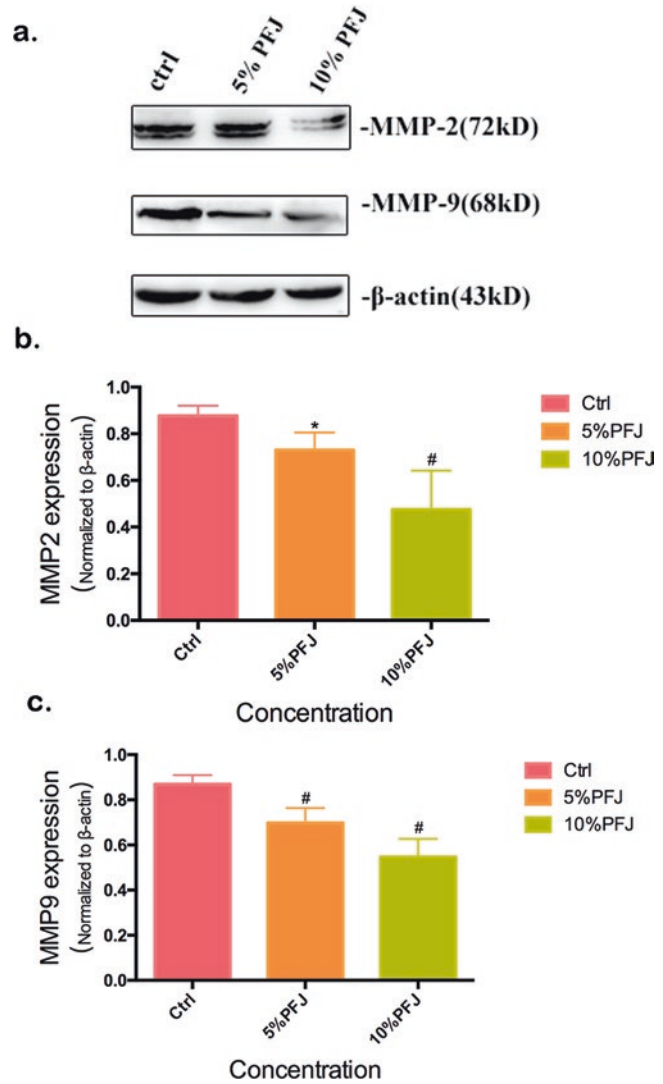 a.
ctrl
5% PFJ
10% PFJ
-MMP-2(72kD)
-MMP-9(68kD)
-β-actin(43kD)
b.
MMP2 expression
(Normalized to β-actin)
1.0
0.8
0.6
0.4
0.2
0.0
*
#
Ctrl
5%PFJ
10%PFJ
Concentration
Ctrl
5%PFJ
10%PFJ
c.
MMP9 expression
(Normalized to β-actin)
1.0
0.8
0.6
0.4
0.2
0.0
#
#
Ctrl
5%PFJ
10%PFJ
Concentration
Ctrl
5%PFJ
10%PFJ